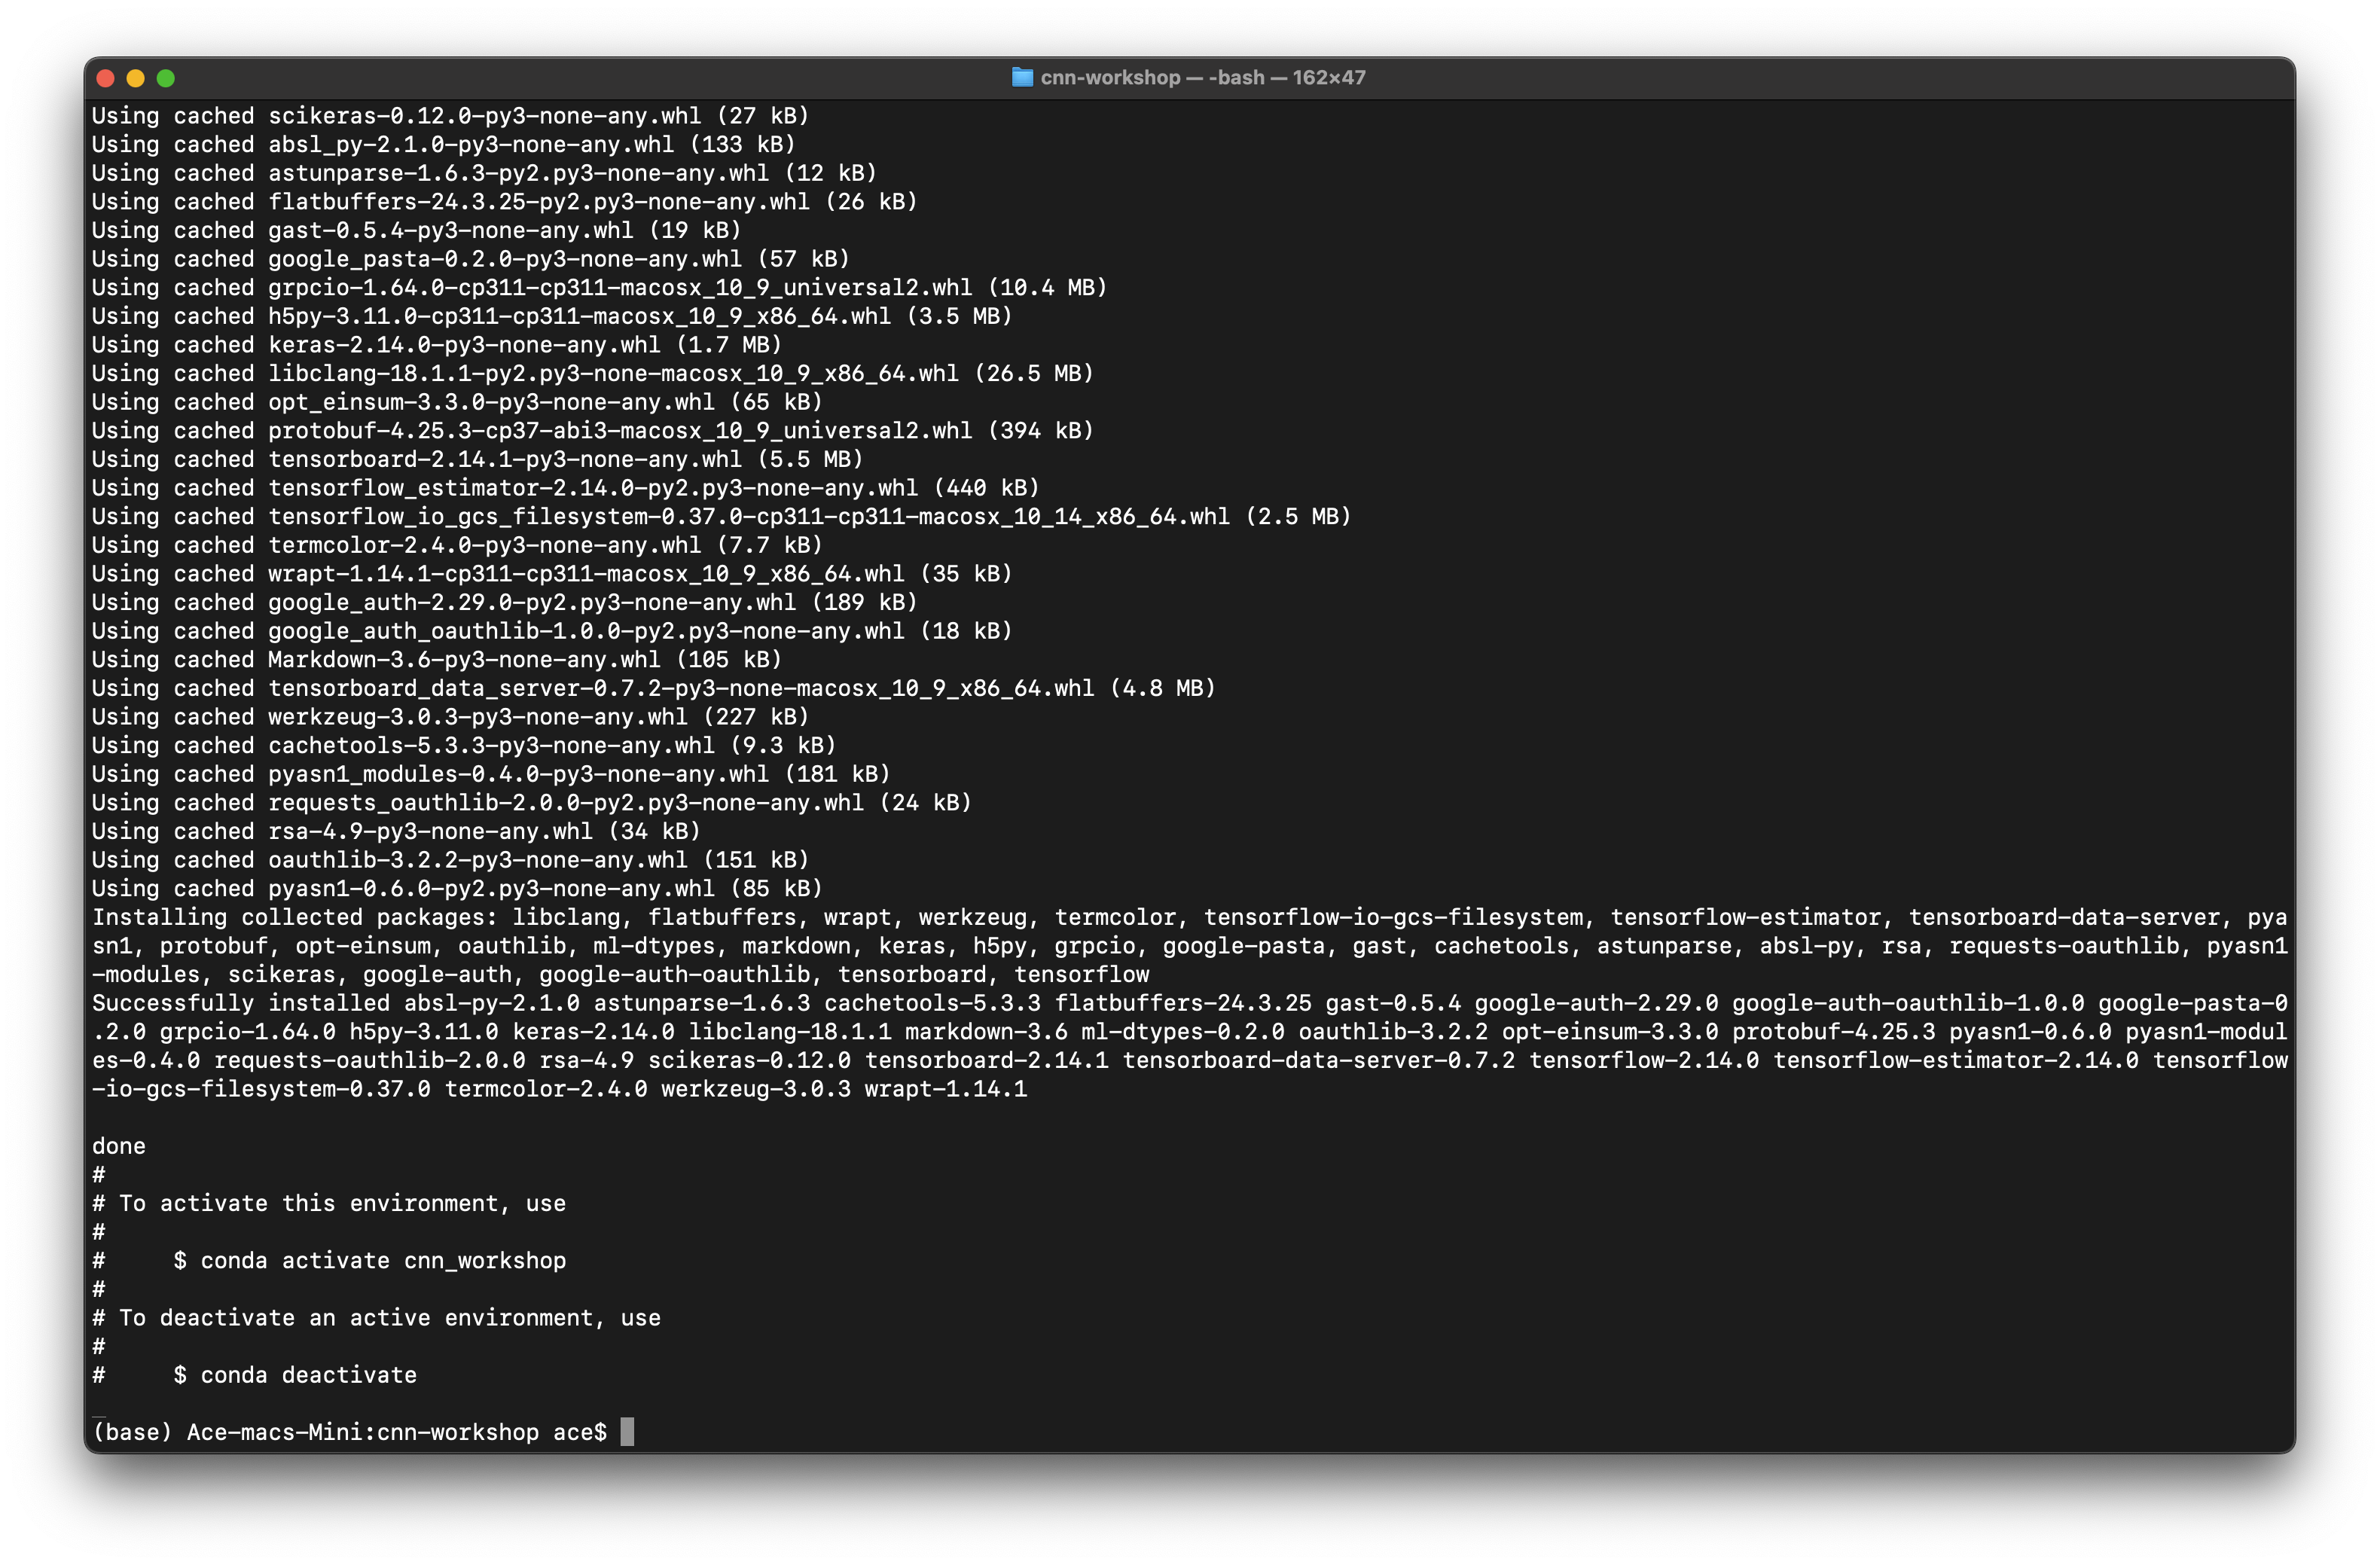 cnn-workshop — -bash — 162×47
Using cached scikeras-0.12.0-py3-none-any.whl (27 kB)
Using cached absl_py-2.1.0-py3-none-any.whl (133 kB)
Using cached astunparse-1.6.3-py2.py3-none-any.whl (12 kB)
Using cached flatbuffers-24.3.25-py2.py3-none-any.whl (26 kB)
Using cached gast-0.5.4-py3-none-any.whl (19 kB)
Using cached google_pasta-0.2.0-py3-none-any.whl (57 kB)
Using cached grpcio-1.64.0-cp311-cp311-macosx_10_9_universal2.whl (10.4 MB)
Using cached h5py-3.11.0-cp311-cp311-macosx_10_9_x86_64.whl (3.5 MB)
Using cached keras-2.14.0-py3-none-any.whl (1.7 MB)
Using cached libclang-18.1.1-py2.py3-none-macosx_10_9_x86_64.whl (26.5 MB)
Using cached opt_einsum-3.3.0-py3-none-any.whl (65 kB)
Using cached protobuf-4.25.3-cp37-abi3-macosx_10_9_universal2.whl (394 kB)
Using cached tensorboard-2.14.1-py3-none-any.whl (5.5 MB)
Using cached tensorflow_estimator-2.14.0-py2.py3-none-any.whl (440 kB)
Using cached tensorflow_io_gcs_filesystem-0.37.0-cp311-cp311-macosx_10_14_x86_64.whl (2.5 MB)
Using cached termcolor-2.4.0-py3-none-any.whl (7.7 kB)
Using cached wrapt-1.14.1-cp311-cp311-macosx_10_9_x86_64.whl (35 kB)
Using cached google_auth-2.29.0-py2.py3-none-any.whl (189 kB)
Using cached google_auth_oauthlib-1.0.0-py2.py3-none-any.whl (18 kB)
Using cached Markdown-3.6-py3-none-any.whl (105 kB)
Using cached tensorboard_data_server-0.7.2-py3-none-macosx_10_9_x86_64.whl (4.8 MB)
Using cached werkzeug-3.0.3-py3-none-any.whl (227 kB)
Using cached cachetools-5.3.3-py3-none-any.whl (9.3 kB)
Using cached pyasn1_modules-0.4.0-py3-none-any.whl (181 kB)
Using cached requests_oauthlib-2.0.0-py2.py3-none-any.whl (24 kB)
Using cached rsa-4.9-py3-none-any.whl (34 kB)
Using cached oauthlib-3.2.2-py3-none-any.whl (151 kB)
Using cached pyasn1-0.6.0-py2.py3-none-any.whl (85 kB)
Installing collected packages: libclang, flatbuffers, wrapt, werkzeug, termcolor, tensorflow-io-gcs-filesystem, tensorflow-estimator, tensorboard-data-server, pya
sn1, protobuf, opt-einsum, oauthlib, ml-dtypes, markdown, keras, h5py, grpcio, google-pasta, gast, cachetools, astunparse, absl-py, rsa, requests-oauthlib, pyasn1
-modules, scikeras, google-auth, google-auth-oauthlib, tensorboard, tensorflow
Successfully installed absl-py-2.1.0 astunparse-1.6.3 cachetools-5.3.3 flatbuffers-24.3.25 gast-0.5.4 google-auth-2.29.0 google-auth-oauthlib-1.0.0 google-pasta-0
.2.0 grpcio-1.64.0 h5py-3.11.0 keras-2.14.0 libclang-18.1.1 markdown-3.6 ml-dtypes-0.2.0 oauthlib-3.2.2 opt-einsum-3.3.0 protobuf-4.25.3 pyasn1-0.6.0 pyasn1-modul
es-0.4.0 requests-oauthlib-2.0.0 rsa-4.9 scikeras-0.12.0 tensorboard-2.14.1 tensorboard-data-server-0.7.2 tensorflow-2.14.0 tensorflow-estimator-2.14.0 tensorflow
-io-gcs-filesystem-0.37.0 termcolor-2.4.0 werkzeug-3.0.3 wrapt-1.14.1
done
#
# To activate this environment, use
#
#     $ conda activate cnn_workshop
#
# To deactivate an active environment, use
#
#     $ conda deactivate
(base) Ace-macs-Mini:cnn-workshop ace$